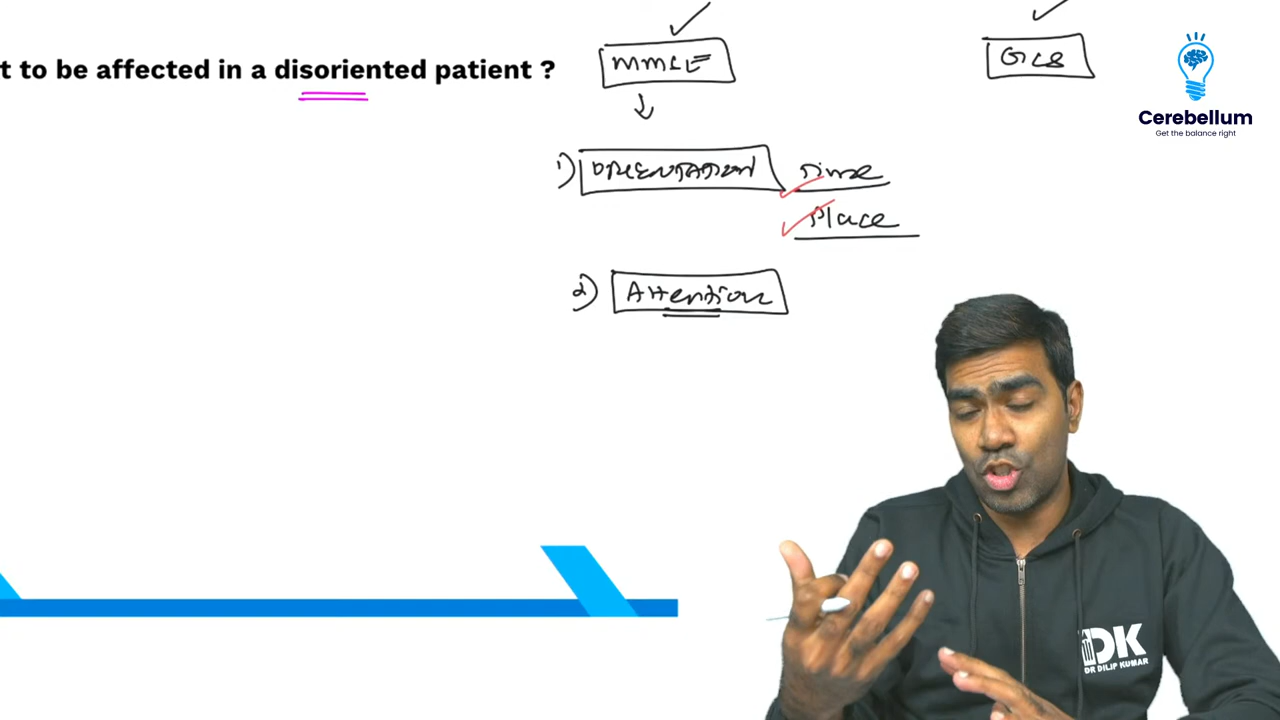 t to be affected in a disoriented patient ?
MMSE
GCS
Cerebellum
Get the balance right
1) ORIENTATION Time
Place
2) Attention
DK
DR DILIP KUMAR